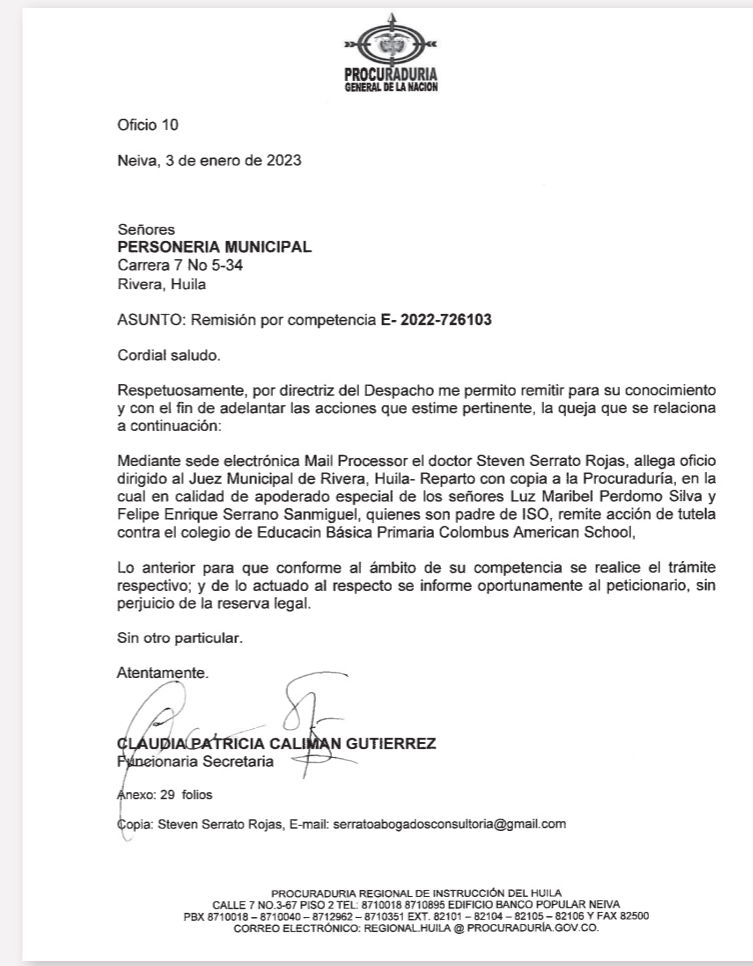 PROCURADURIA
GENERAL DE LA NACION
Oficio 10
Neiva, 3 de enero de 2023
Señores
PERSONERIA MUNICIPAL
Carrera 7 No 5-34
Rivera, Huila
ASUNTO: Remisión por competencia E- 2022-726103
Cordial saludo.
Respetuosamente, por directriz del Despacho me permito remitir para su conocimiento
y con el fin de adelantar las acciones que estime pertinente, la queja que se relaciona
a continuación:
Mediante sede electrónica Mail Processor el doctor Steven Serrato Rojas, allega oficio
dirigido al Juez Municipal de Rivera, Huila- Reparto con copia a la Procuraduría, en la
cual en calidad de apoderado especial de los señores Luz Maribel Perdomo Silva y
Felipe Enrique Serrano Sanmiguel, quienes son padre de ISO, remite acción de tutela
contra el colegio de Educacin Básica Primaria Colombus American School,
Lo anterior para que conforme al ámbito de su competencia se realice el trámite
respectivo; y de lo actuado al respecto se informe oportunamente al peticionario, sin
perjuicio de la reserva legal.
Sin otro particular.
Atentamente.
CLAUDIA PATRICIA CALIMAN GUTIERREZ
Funcionaria Secretaria
Anexo: 29 folios
Copia: Steven Serrato Rojas, E-mail: serratoabogadosconsultoria@gmail.com
PROCURADURIA REGIONAL DE INSTRUCCIÓN DEL HUILA
CALLE 7 NO.3-67 PISO 2 TEL: 8710018 8710895 EDIFICIO BANCO POPULAR NEIVA
PBX 8710018 – 8710040 – 8712962 – 8710351 EXT. 82101 – 82104 – 82105 – 82106 Y FAX 82500
CORREO ELECTRÓNICO: REGIONAL.HUILA @ PROCURADURÍA.GOV.CO.